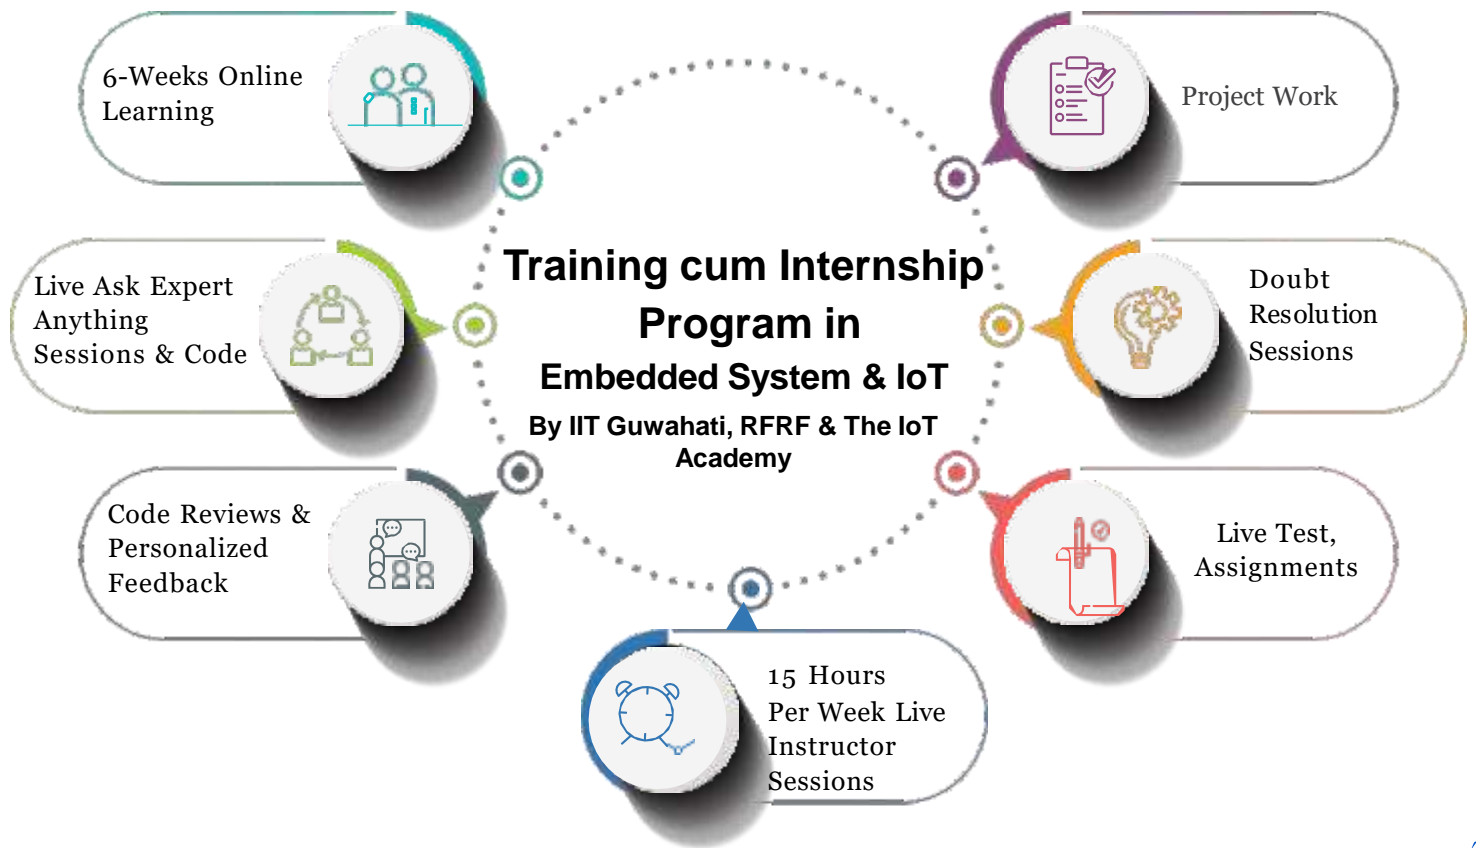 6-Weeks Online
Learning
Project Work
Live Ask Expert
Anything
Sessions & Code
Training cum Internship
Program in
Embedded System & IoT
By IIT Guwahati, RFRF & The IoT
Academy
Doubt
Resolution
Sessions
Code Reviews &
Personalized
Feedback
Live Test,
Assignments
15 Hours
Per Week Live
Instructor
Sessions